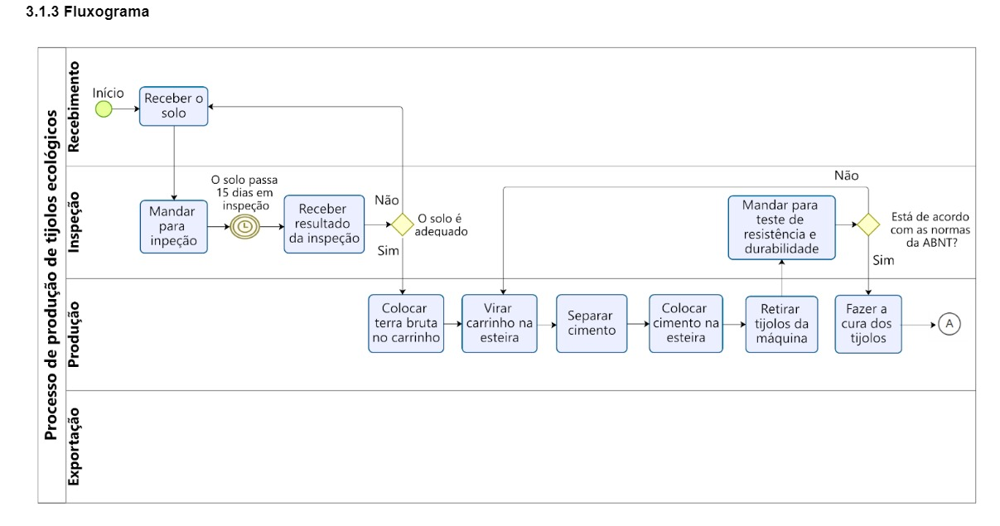 3.1.3 Fluxograma
Processo de produção de tijolos ecológicos
Recebimento
Início
Receber o
solo
Inspeção
Mandar
para
inpeção
O solo passa
15 dias em
inspeção
Receber
resultado
da inspeção
Não
O solo é
adequado
Sim
Mandar para
teste de
resistência e
durabilidade
Não
Está de acordo
com as normas
da ABNT?
Sim
Produção
Colocar
terra bruta
no carrinho
Virar
carrinho na
esteira
Separar
cimento
Colocar
cimento na
esteira
Retirar
tijolos da
máquina
Fazer a
cura dos
tijolos
A
Exportação